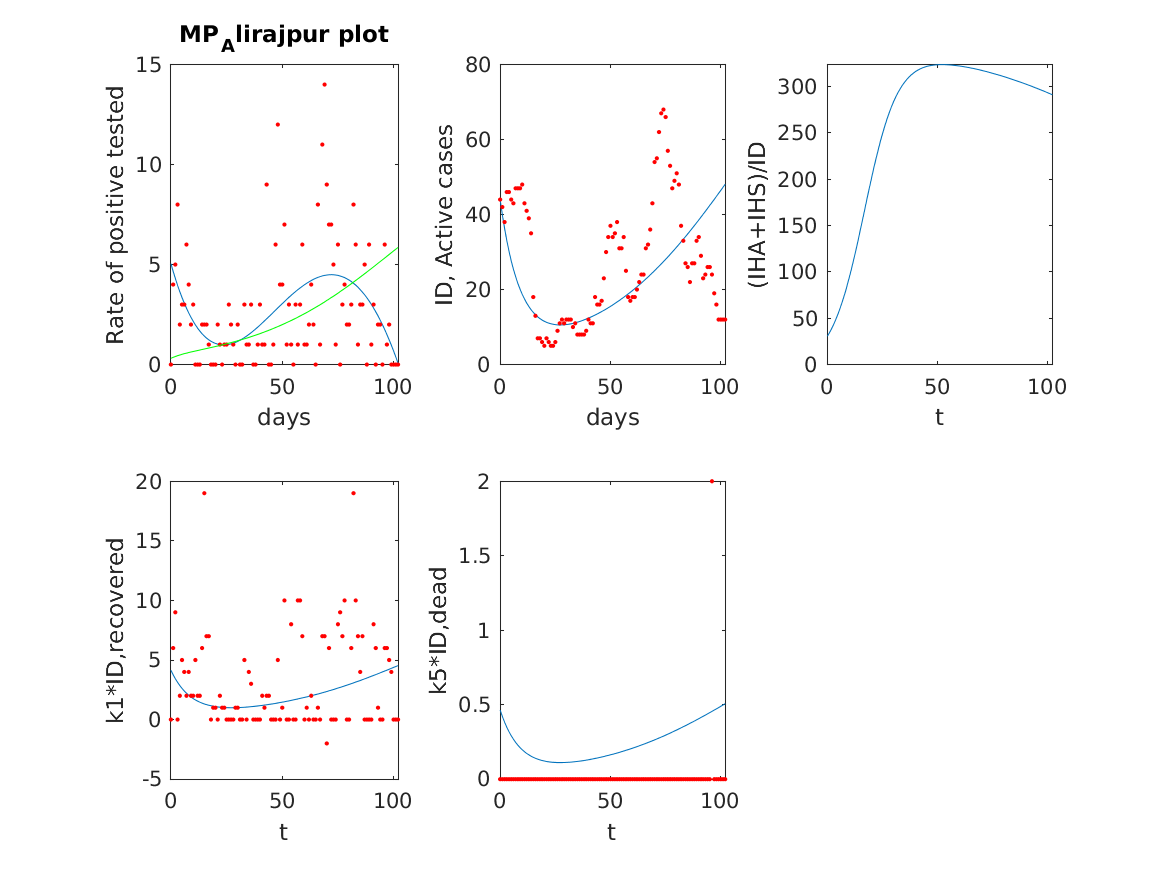 MP_Alirajpur plot
15
10
5
0
Rate of positive tested
0 50 100
days
80
60
40
20
0
ID, Active cases
0 50 100
days
300
250
200
150
100
50
0
(IHA+IHS)/ID
0 50 100
t
20
15
10
5
0
-5
k1*ID,recovered
0 50 100
t
2
1.5
1
0.5
0
k5*ID,dead
0 50 100
t